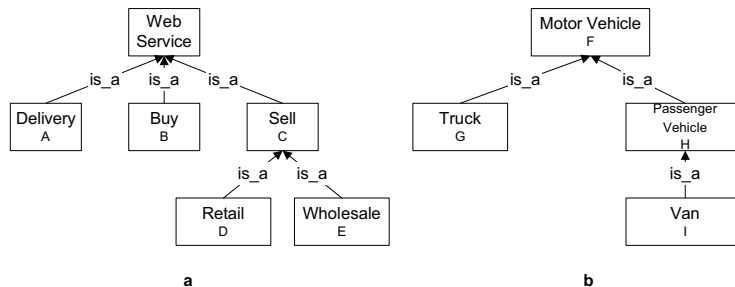 Web
Service
is_a
is_a
is_a
Delivery
A
Buy
B
Sell
C
is_a
is_a
Retail
D
Wholesale
E
a
Motor Vehicle
F
is_a
is_a
Truck
G
Passenger
Vehicle
H
is_a
Van
I
b